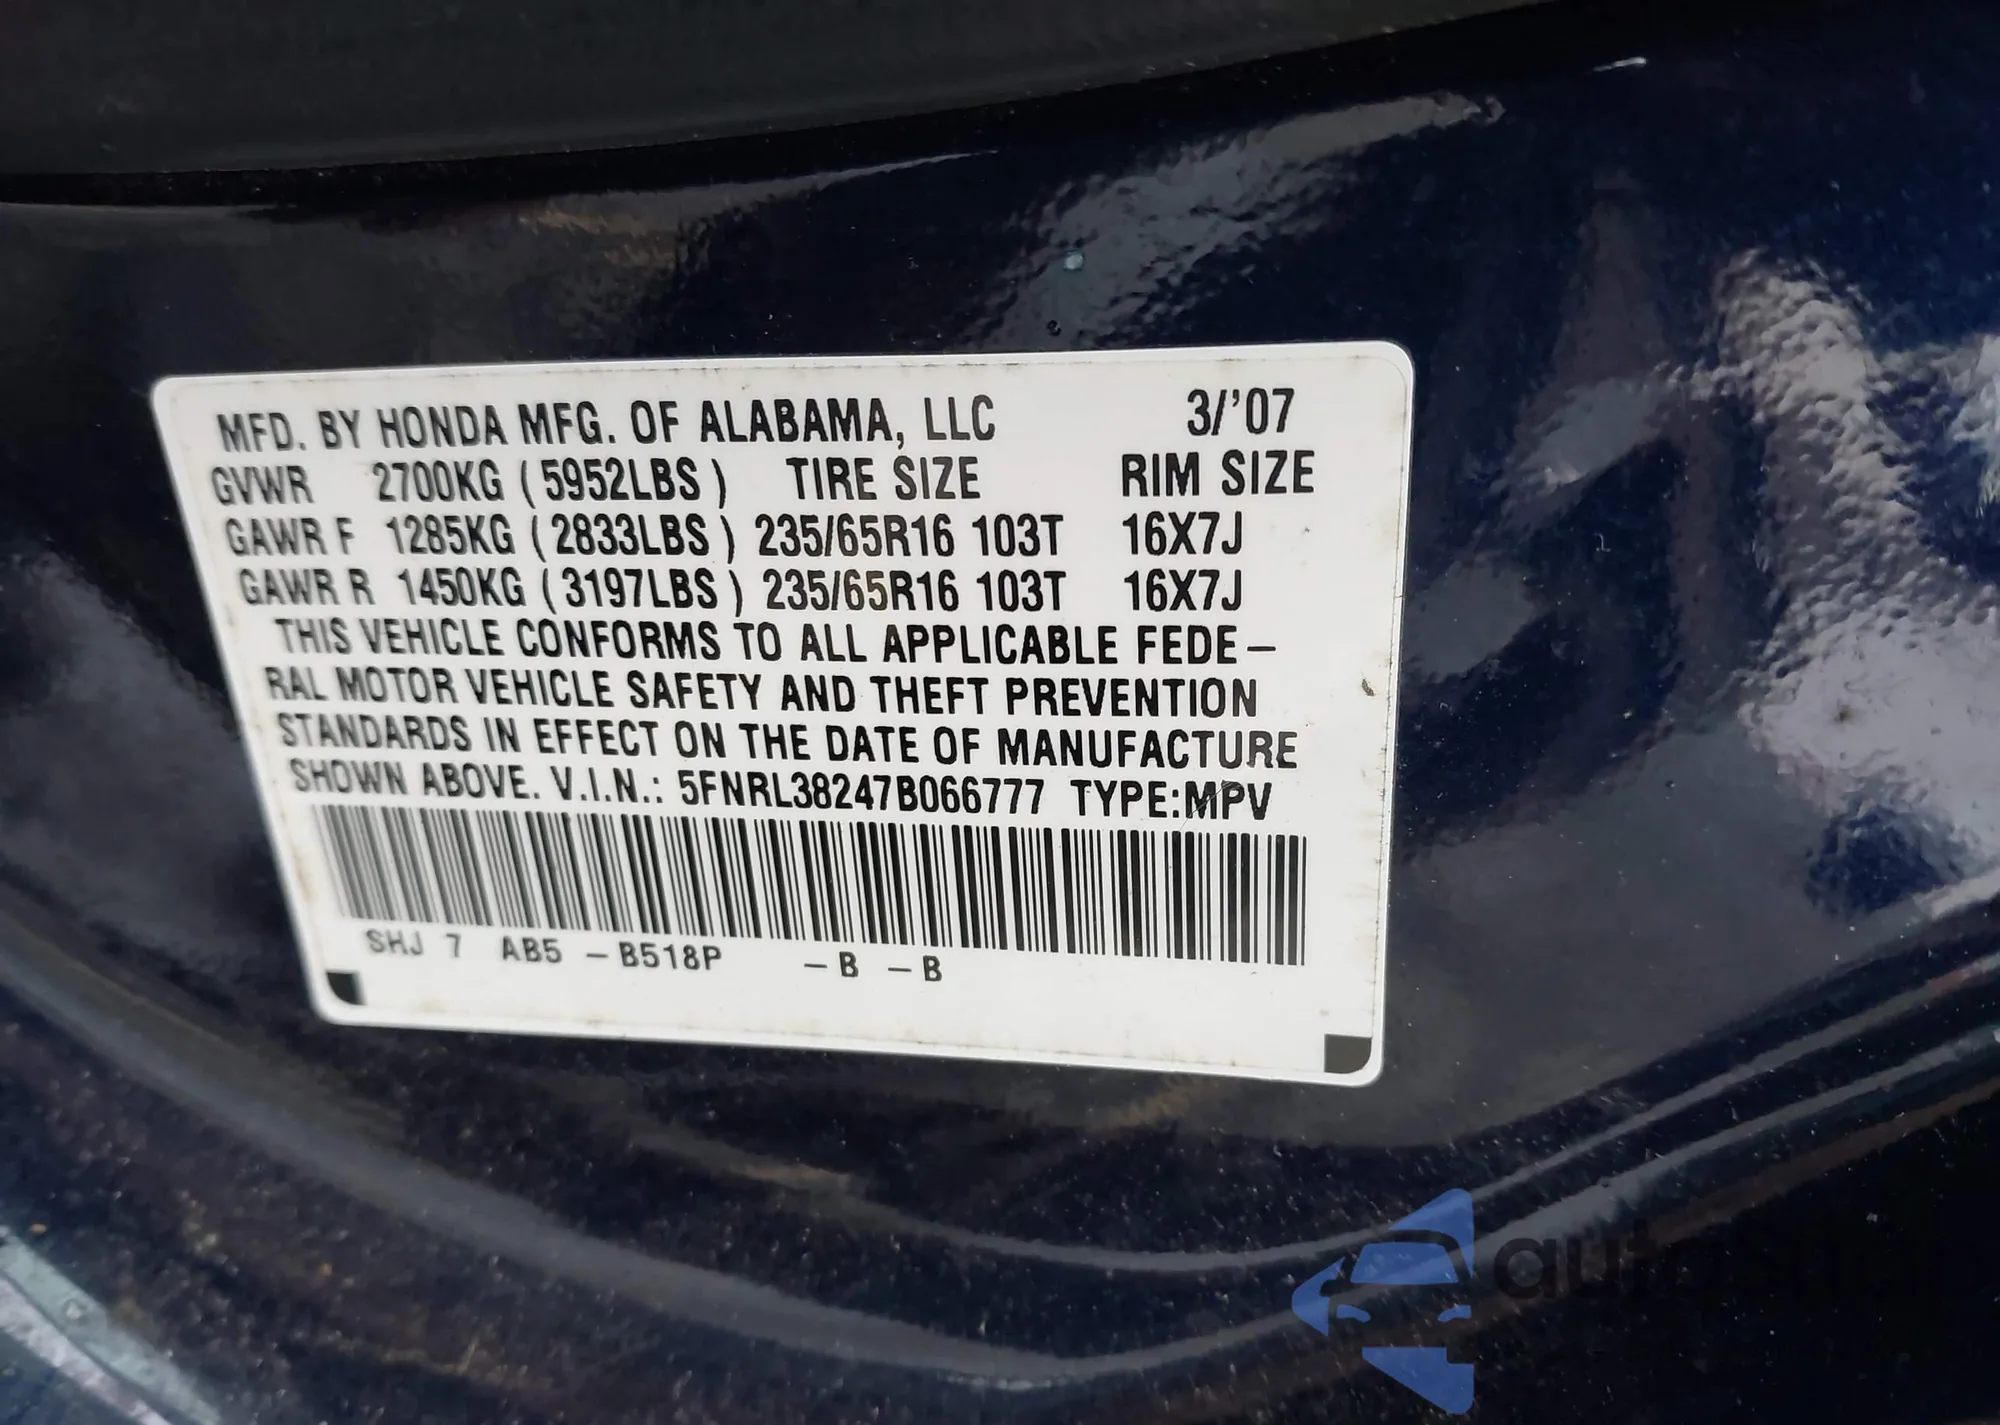 MFD. BY HONDA MFG. OF ALABAMA, LLC 3/'07
GVWR 2700KG (5952LBS) TIRE SIZE RIM SIZE
GAWR F 1285KG (2833LBS) 235/65R16 103T 16X7J
GAWR R 1450KG (3197LBS) 235/65R16 103T 16X7J
THIS VEHICLE CONFORMS TO ALL APPLICABLE FEDE-
RAL MOTOR VEHICLE SAFETY AND THEFT PREVENTION
STANDARDS IN EFFECT ON THE DATE OF MANUFACTURE
SHOWN ABOVE. V.I.N.: 5FNRL38247B066777 TYPE:MPV
SHJ 7 AB5 -B518P -B -B